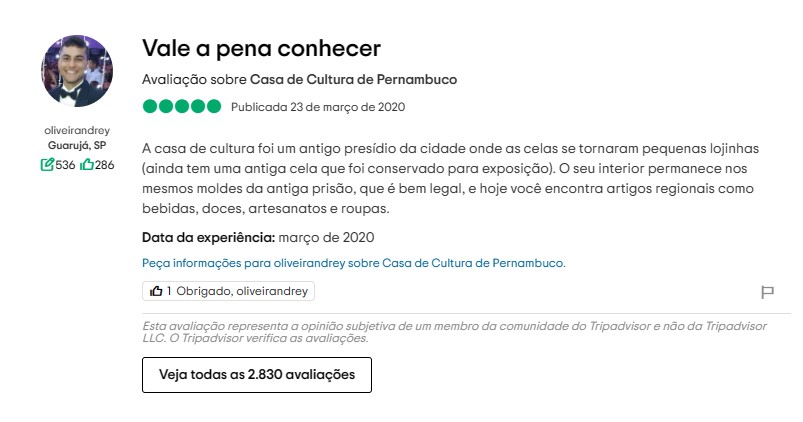 Vale a pena conhecer
Avaliação sobre Casa de Cultura de Pernambuco
Publicada 23 de março de 2020
oliveirandrey
Guarujá, SP
536 286
A casa de cultura foi um antigo presídio da cidade onde as celas se tornaram pequenas lojinhas
(ainda tem uma antiga cela que foi conservado para exposição). O seu interior permanece nos
mesmos moldes da antiga prisão, que é bem legal, e hoje você encontra artigos regionais como
bebidas, doces, artesanatos e roupas.
Data da experiência: março de 2020
Peça informações para oliveirandrey sobre Casa de Cultura de Pernambuco.
1 Obrigado, oliveirandrey
Esta avaliação representa a opinião subjetiva de um membro da comunidade do Tripadvisor e não da Tripadvisor
LLC. O Tripadvisor verifica as avaliações.
Veja todas as 2.830 avaliações